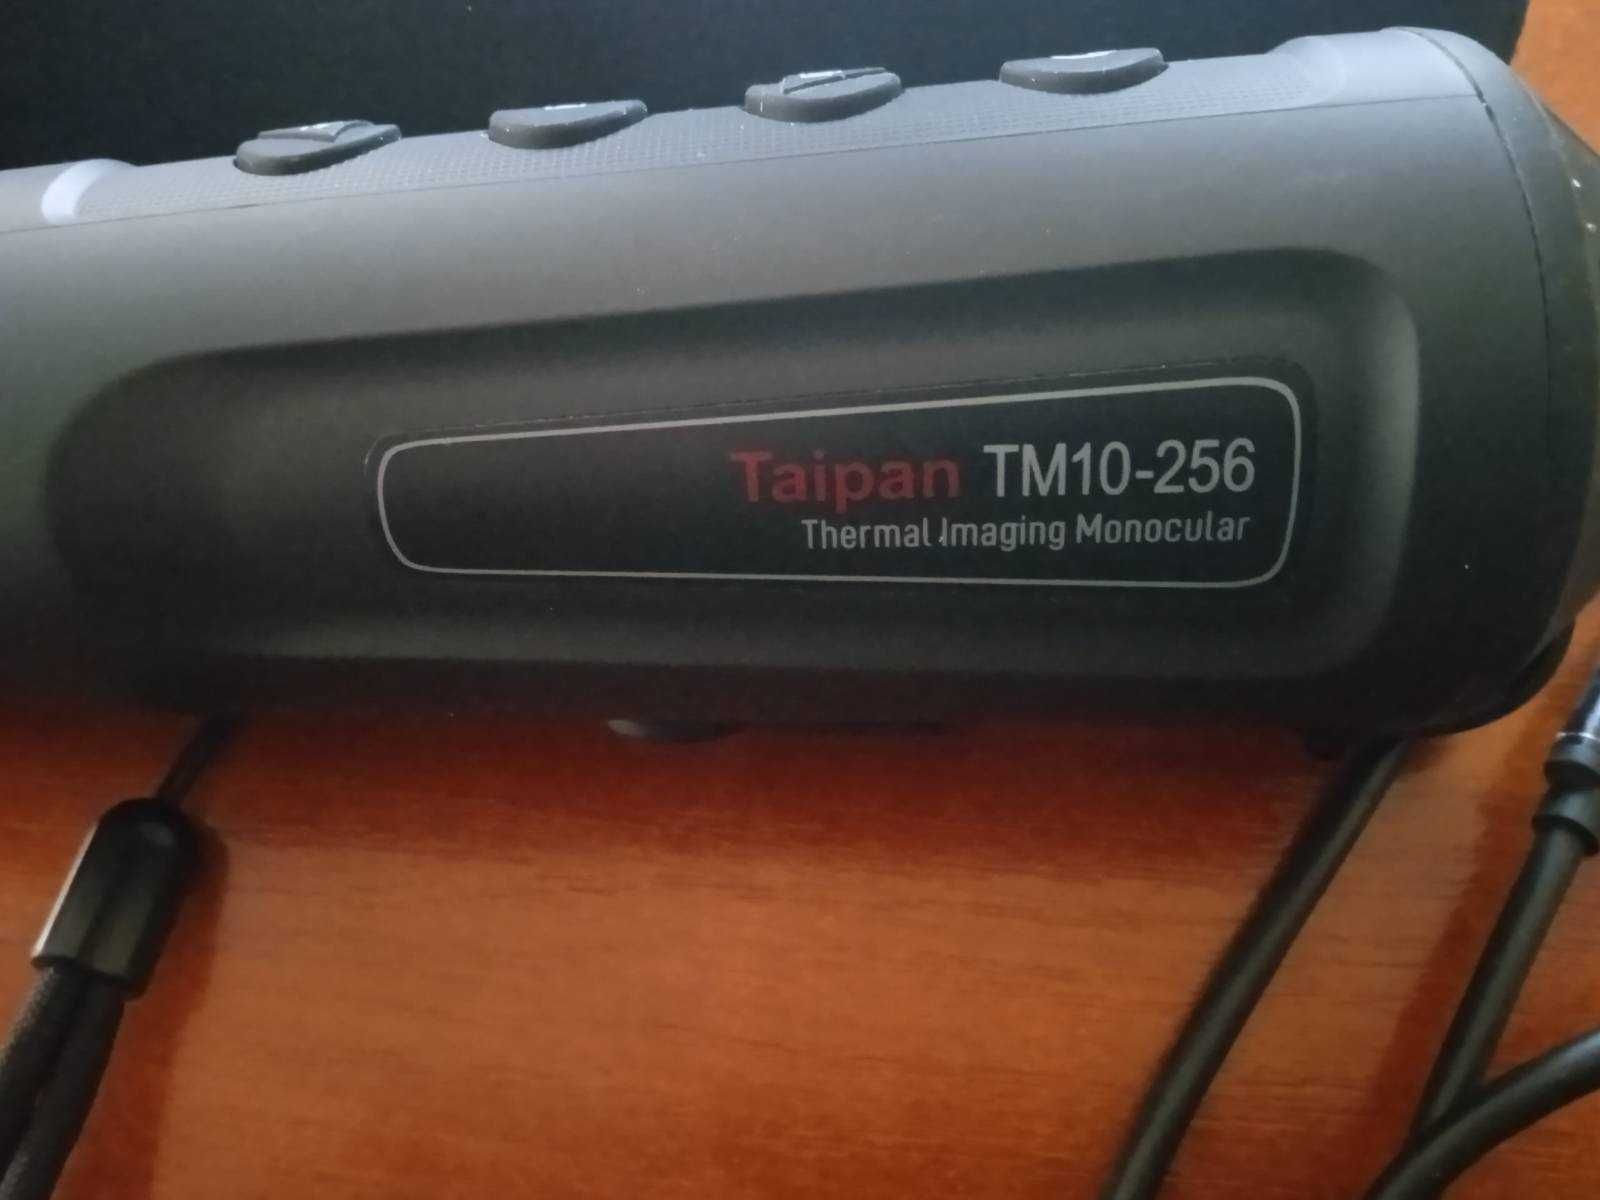 Taipan TM10-256
Thermal Imaging Monocular